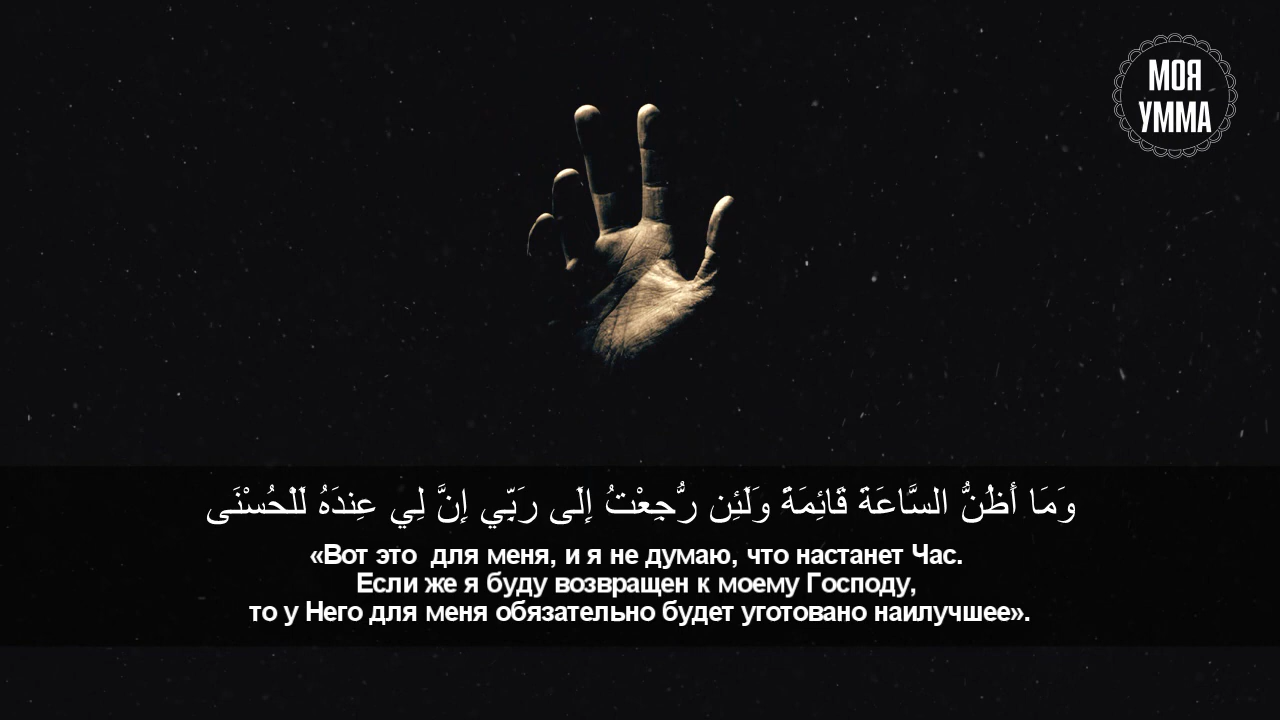 МОЯ
УММА
وَمَا أَظُنُّ السَّاعَةَ قَائِمَةً وَلَئِن رُّجِعْتُ إِلَى رَبِّي إِنَّ لِي عِندَهُ لَلْحُسْنَى
«Вот это  для меня, и я не думаю, что настанет Час.
Если же я буду возвращен к моему Господу,
то у Него для меня обязательно будет уготовано наилучшее».